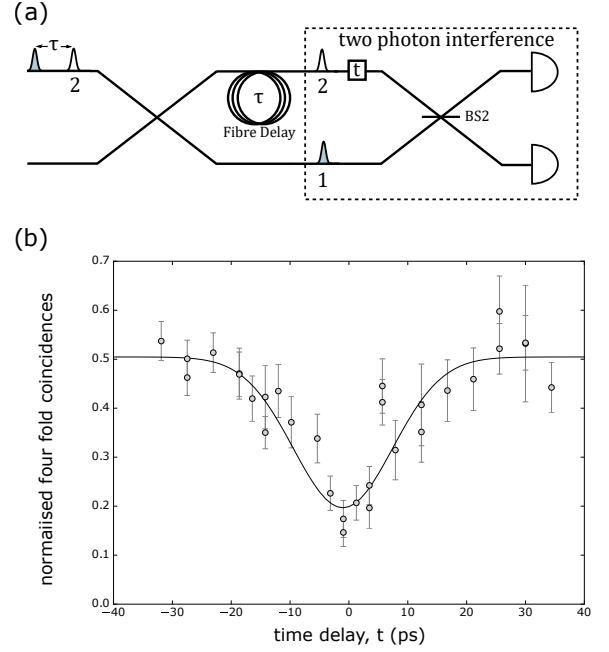 (a)
two photon interference
τ
2
2
t
τ
Fibre Delay
BS2
1
(b)
normaiised four fold coincidences
0.7
0.6
0.5
0.4
0.3
0.2
0.1
0.0
−40 −30 −20 −10 0 10 20 30 40
time delay, t (ps)